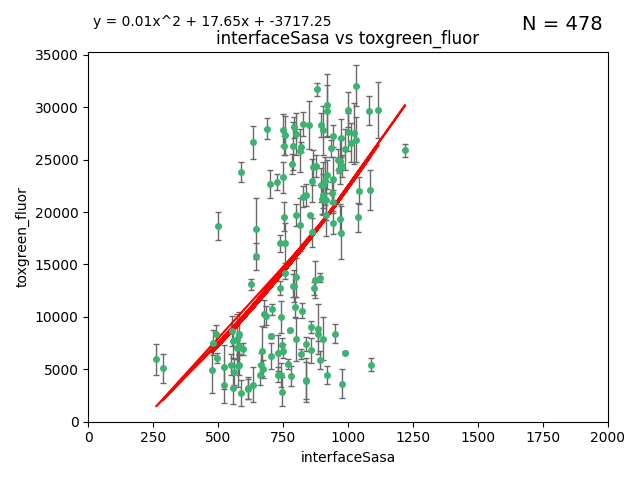 y = 0.01x^2 + 17.65x + -3717.25
N = 478
interfaceSasa vs toxgreen_fluor
35000
30000
25000
20000
15000
10000
5000
0
toxgreen_fluor
0 250 500 750 1000 1250 1500 1750 2000
interfaceSasa